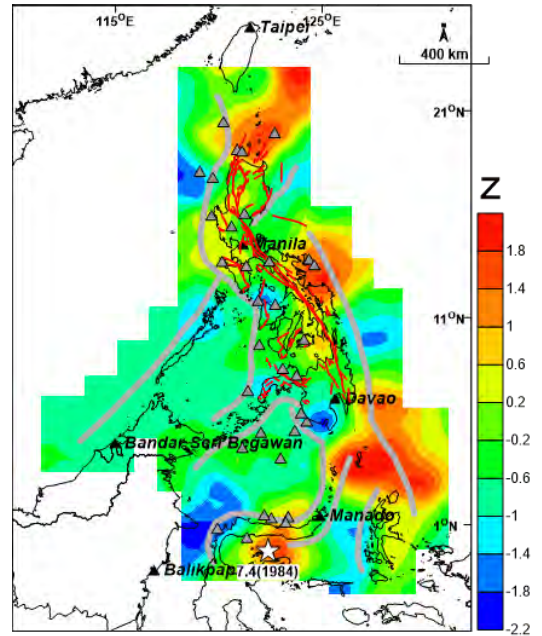 115°E
125°E
Taipei
400 km
21°N
Z
1.8
Manila
1.4
1
11°N
0.6
0.2
Davao
-0.2
Bandar Seri Begawan
-0.6
-1
1°N
Manado
-1.4
Balikpap
7.4(1984)
-1.8
-2.2